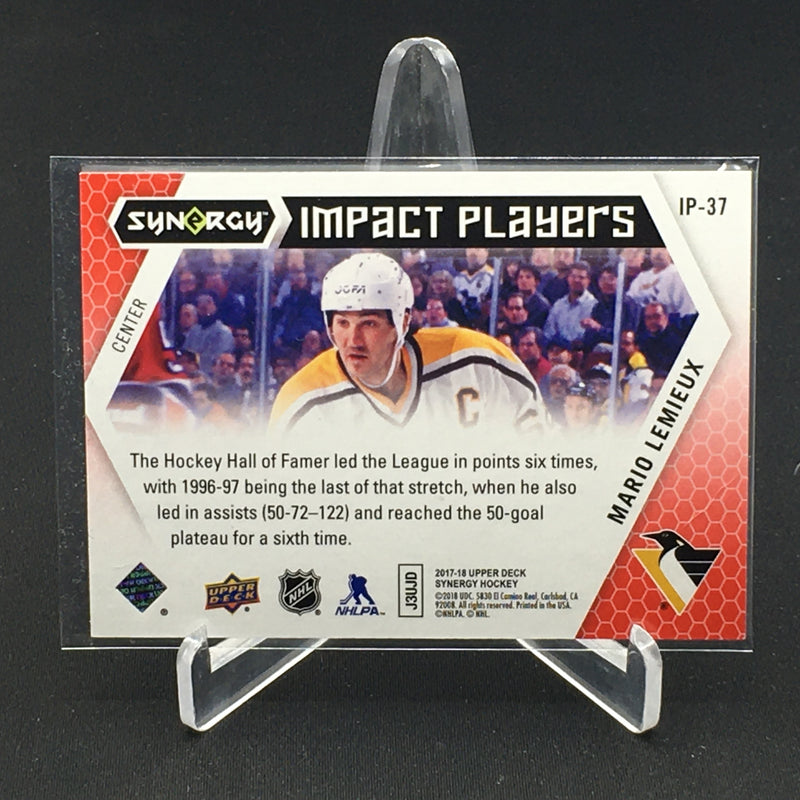 SYNERGY™ IMPACT PLAYERS
IP-37
CENTER
C
MARIO LEMIEUX
The Hockey Hall of Famer led the League in points six times,
with 1996-97 being the last of that stretch, when he also
led in assists (50-72–122) and reached the 50-goal
plateau for a sixth time.
®
UPPER
DECK
NHL
NHLPA™
J3UJD
2017-18 UPPER DECK
SYNERGY HOCKEY
©2018 UDC. 5830 El Camino Real, Carlsbad, CA
92008. All rights reserved. Printed in the USA.
©NHLPA. © NHL.